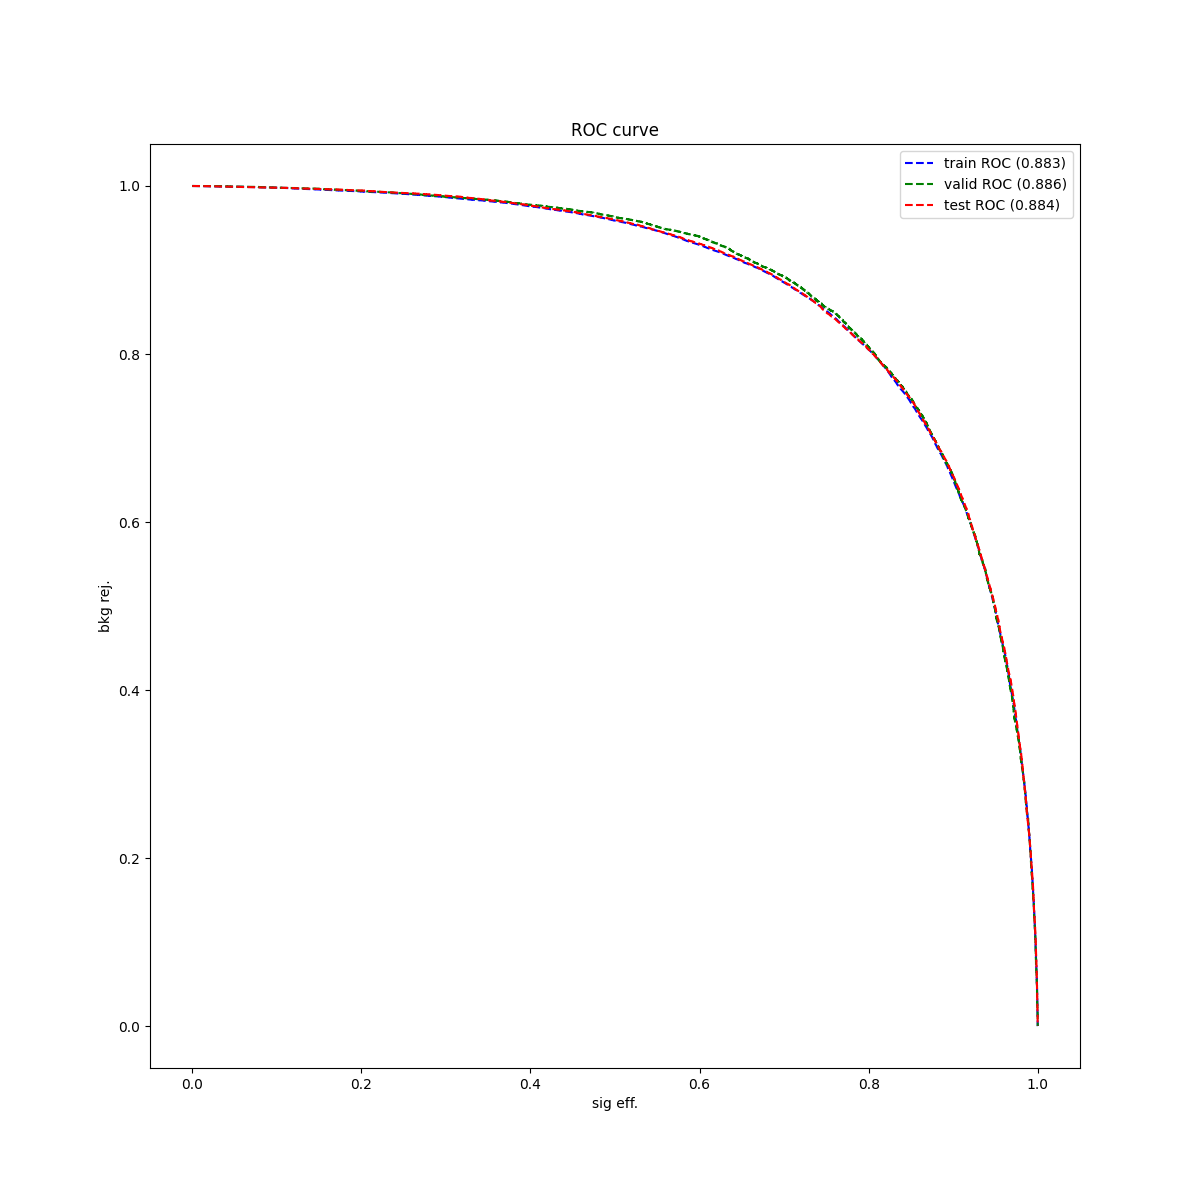 ROC curve
train ROC (0.883)
valid ROC (0.886)
test ROC (0.884)
1.0
0.8
0.6
0.4
0.2
0.0
bkg rej.
0.0 0.2 0.4 0.6 0.8 1.0
sig eff.